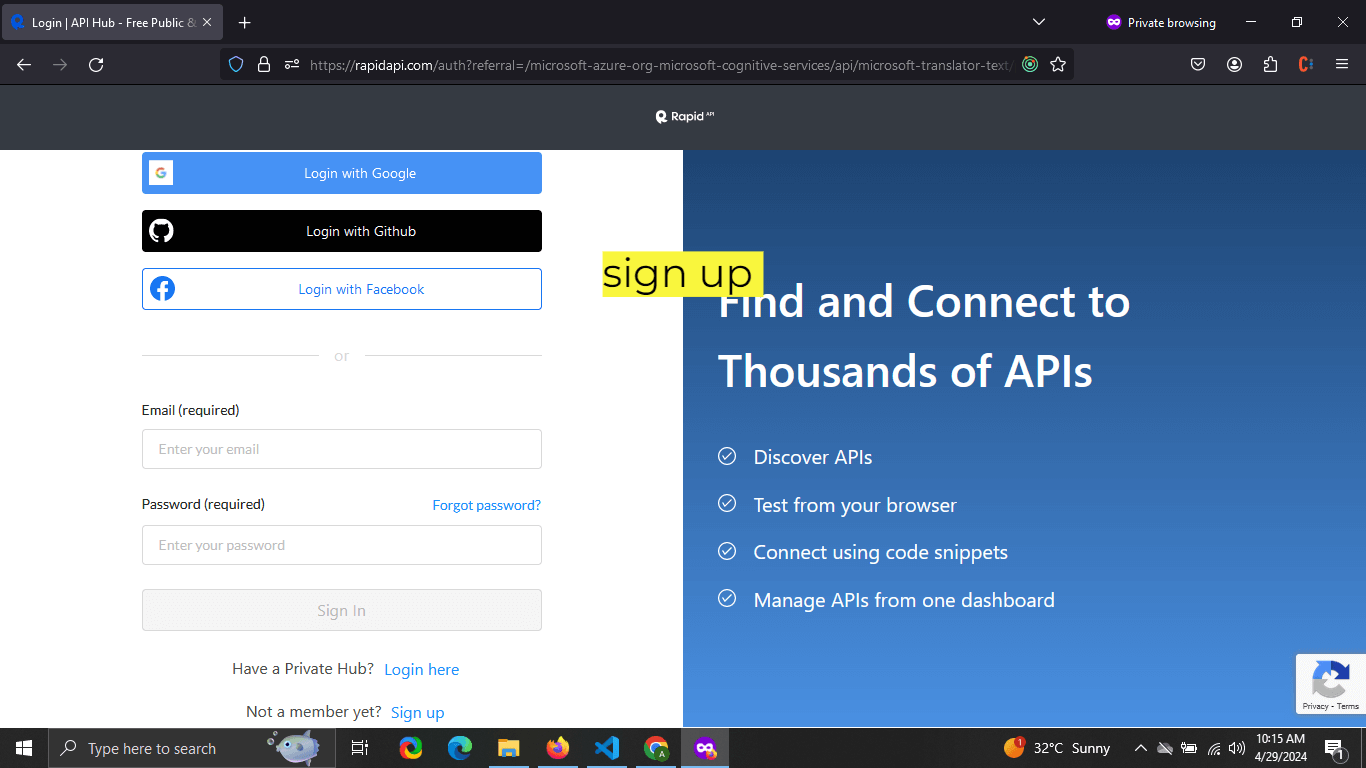 Login | API Hub - Free Public &
Private browsing
https://rapidapi.com/auth?referral=/microsoft-azure-org-microsoft-cognitive-services/api/microsoft-translator-text/
Rapid API
Login with Google
Login with Github
Login with Facebook
or
Email (required)
Enter your email
Password (required) Forgot password?
Enter your password
Sign In
Have a Private Hub? Login here
Not a member yet? Sign up
sign up
Find and Connect to
Thousands of APIs
Discover APIs
Test from your browser
Connect using code snippets
Manage APIs from one dashboard
Privacy - Terms
Type here to search
1
32°C Sunny
10:15 AM
4/29/2024
1